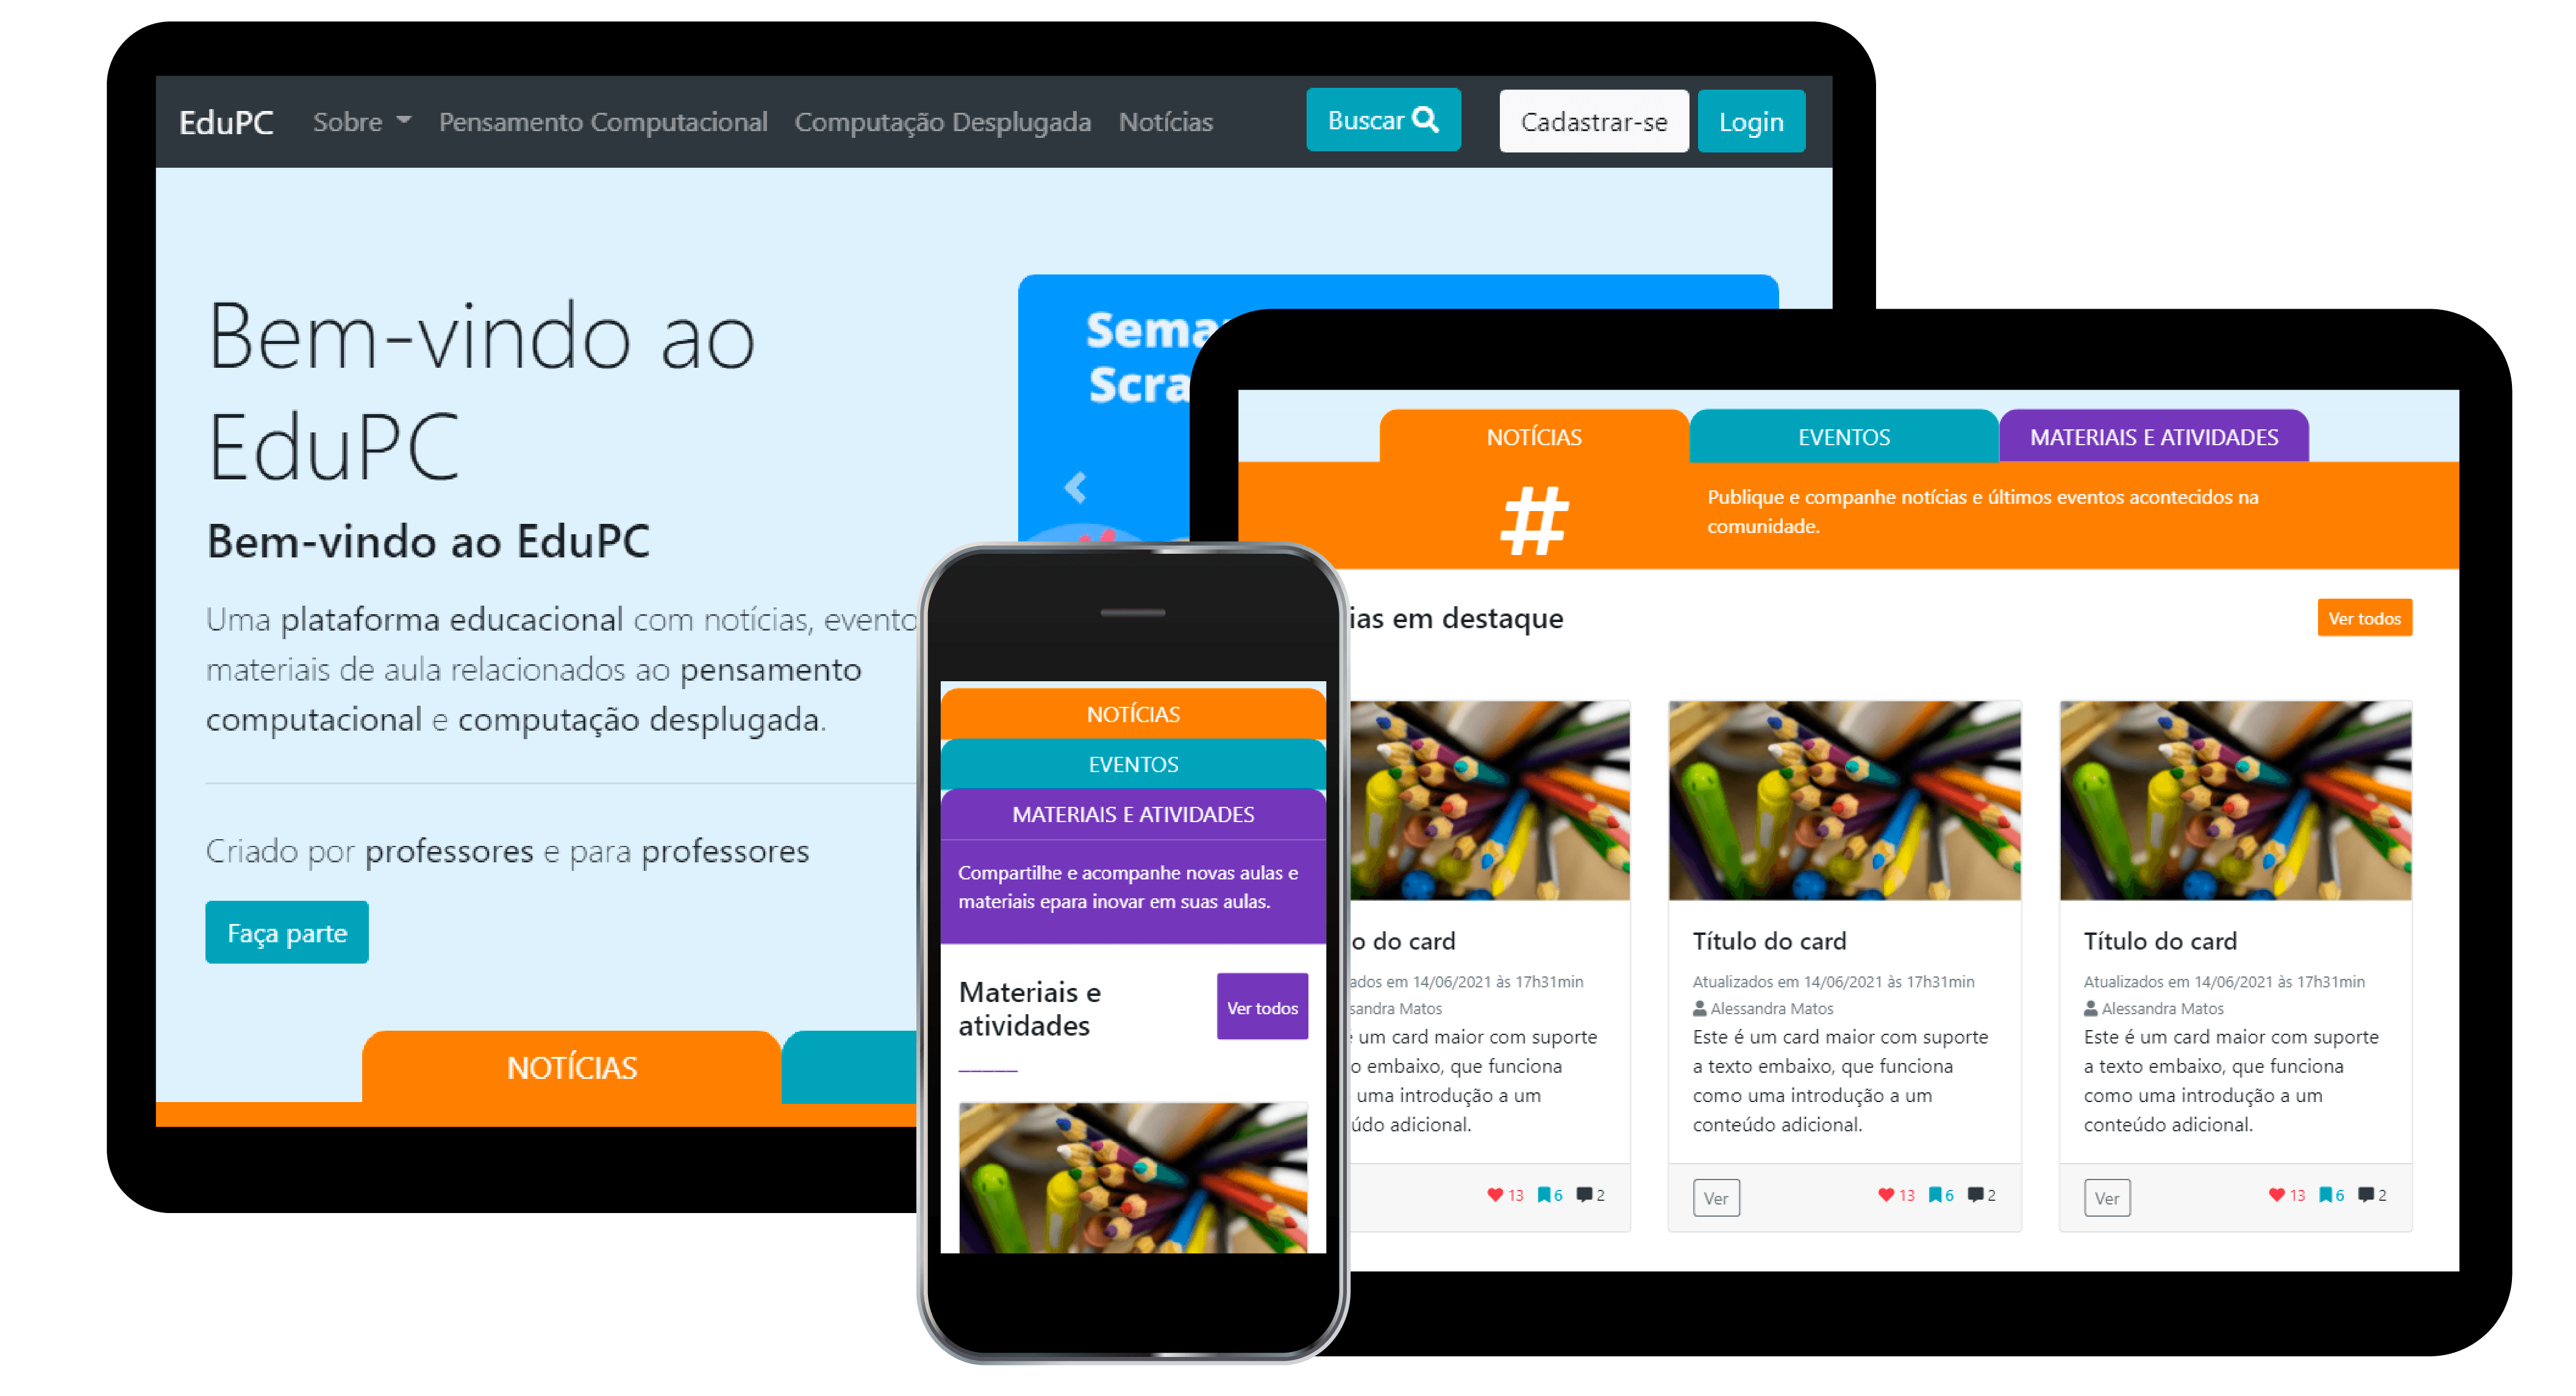 EduPC Sobre Pensamento Computacional Computação Desplugada Notícias Buscar Cadastrar-se Login
Bem-vindo ao
EduPC
Bem-vindo ao EduPC
Uma plataforma educacional com notícias, evento
materiais de aula relacionados ao pensamento
computacional e computação desplugada.
Criado por professores e para professores
Faça parte
NOTÍCIAS
Sema
Scra
NOTÍCIAS EVENTOS MATERIAIS E ATIVIDADES
#
Publique e companhe notícias e últimos eventos acontecidos na
comunidade.
ias em destaque Ver todos
o do card
ados em 14/06/2021 às 17h31min
sandra Matos
um card maior com suporte
o embaixo, que funciona
uma introdução a um
údo adicional.
13 6 2
Título do card
Atualizados em 14/06/2021 às 17h31min
Alessandra Matos
Este é um card maior com suporte
a texto embaixo, que funciona
como uma introdução a um
conteúdo adicional.
Ver 13 6 2
Título do card
Atualizados em 14/06/2021 às 17h31min
Alessandra Matos
Este é um card maior com suporte
a texto embaixo, que funciona
como uma introdução a um
conteúdo adicional.
Ver 13 6 2
NOTÍCIAS
EVENTOS
MATERIAIS E ATIVIDADES
Compartilhe e acompanhe novas aulas e
materiais epara inovar em suas aulas.
Materiais e
atividades
Ver todos